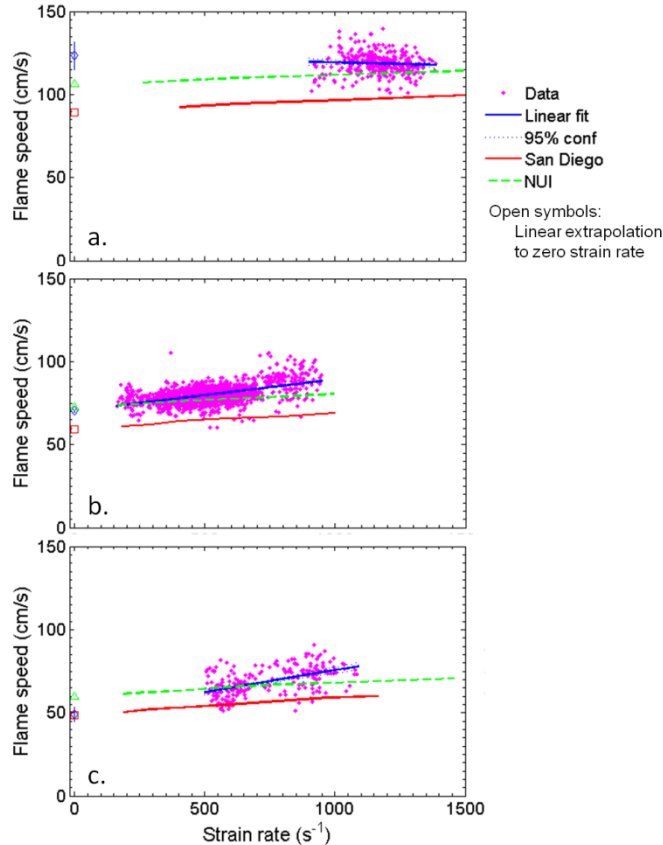 150
100
50
0
Flame speed (cm/s)
a.
Data
Linear fit
95% conf
San Diego
NUI
Open symbols:
Linear extrapolation
to zero strain rate
150
100
50
0
Flame speed (cm/s)
b.
150
100
50
0
Flame speed (cm/s)
c.
0 500 1000 1500
Strain rate (s⁻¹)